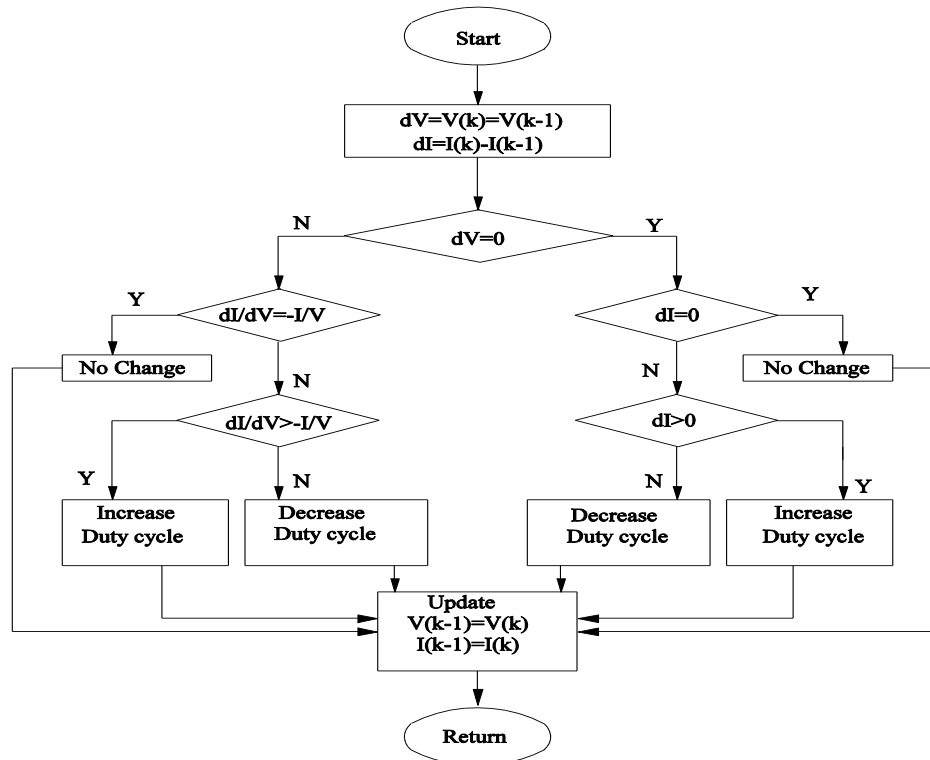 Start
dV=V(k)=V(k-1)
dI=I(k)-I(k-1)
N
Y
dV=0
Y
dI/dV=-I/V
dI=0
Y
No Change
N
N
No Change
dI/dV>-I/V
dI>0
Y
N
N
Y
Increase
Duty cycle
Decrease
Duty cycle
Decrease
Duty cycle
Increase
Duty cycle
Update
V(k-1)=V(k)
I(k-1)=I(k)
Return